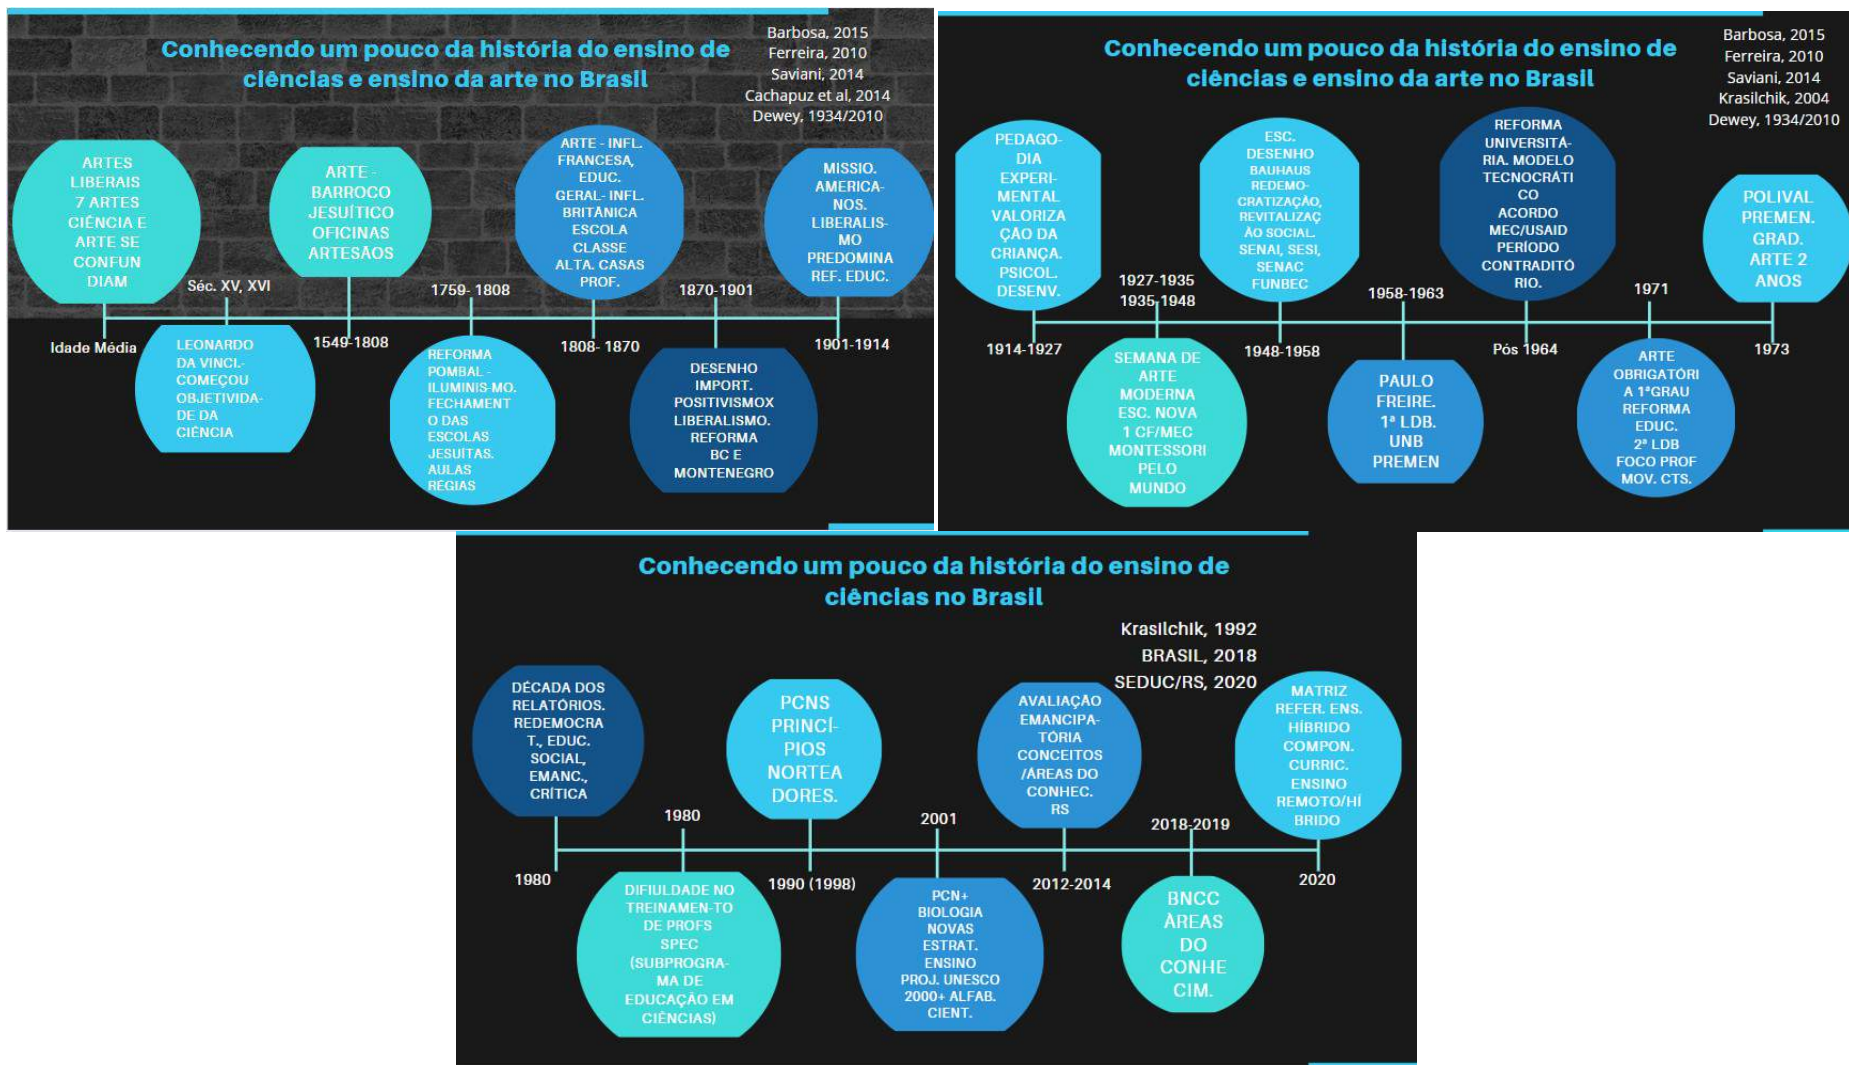 Conhecendo um pouco da história do ensino de
ciências e ensino da arte no Brasil
Barbosa, 2015
Ferreira, 2010
Saviani, 2014
Cachapuz et al, 2014
Dewey, 1934/2010
ARTES
LIBERAIS
7 ARTES
CIÊNCIA E
ARTE SE
CONFUN
DIAM
Idade Média
Séc. XV, XVI
LEONARDO
DA VINCI.-
COMEÇOU
OBJETIVIDA-
DE DA
CIÊNCIA
ARTE -
BARROCO
JESUÍTICO
OFICINAS
ARTESÃOS
1549-1808
1759- 1808
REFORMA
POMBAL -
ILUMINIS-MO.
FECHAMENT
O DAS
ESCOLAS
JESUÍTAS.
AULAS
RÉGIAS
ARTE - INFL.
FRANCESA,
EDUC.
GERAL- INFL.
BRITÂNICA
ESCOLA
CLASSE
ALTA. CASAS
PROF.
1808- 1870
1870-1901
DESENHO
IMPORT.
POSITIVISMOX
LIBERALISMO.
REFORMA
BC E
MONTENEGRO
MISSIO.
AMERICA-
NOS.
LIBERALIS-
MO
PREDOMINA
REF. EDUC.
1901-1914
Conhecendo um pouco da história do ensino de
ciências e ensino da arte no Brasil
Barbosa, 2015
Ferreira, 2010
Saviani, 2014
Krasilchik, 2004
Dewey, 1934/2010
PEDAGO-
DIA
EXPERI-
MENTAL
VALORIZA
ÇÃO DA
CRIANÇA.
PSICOL.
DESENV.
1914-1927
1927-1935
1935-1948
SEMANA DE
ARTE
MODERNA
ESC. NOVA
1 CF/MEC
MONTESSORI
PELO
MUNDO
ESC.
DESENHO
BAUHAUS
REDEMO-
CRATIZAÇÃO,
REVITALIZAÇ
ÃO SOCIAL.
SENAI, SESI,
SENAC
FUNBEC
1948-1958
1958-1963
PAULO
FREIRE.
1ª LDB.
UNB
PREMEN
REFORMA
UNIVERSITÁ-
RIA. MODELO
TECNOCRÁTI
CO
ACORDO
MEC/USAID
PERÍODO
CONTRADITÓ
RIO.
Pós 1964
1971
ARTE
OBRIGATÓRI
A 1ªGRAU
REFORMA
EDUC.
2ª LDB
FOCO PROF
MOV. CTS.
POLIVAL
PREMEN.
GRAD.
ARTE 2
ANOS
1973
Conhecendo um pouco da história do ensino de
ciências no Brasil
Krasilchik, 1992
BRASIL, 2018
SEDUC/RS, 2020
DÉCADA DOS
RELATÓRIOS.
REDEMOCRA
T., EDUC.
SOCIAL,
EMANC.,
CRÍTICA
1980
1980
DIFIULDADE NO
TREINAMEN-TO
DE PROFS
SPEC
(SUBPROGRA-
MA DE
EDUCAÇÃO EM
CIÊNCIAS)
PCNS
PRINCÍ-
PIOS
NORTEA
DORES.
1990 (1998)
2001
PCN+
BIOLOGIA
NOVAS
ESTRAT.
ENSINO
PROJ. UNESCO
2000+ ALFAB.
CIENT.
AVALIAÇÃO
EMANCIPA-
TÓRIA
CONCEITOS
/ÁREAS DO
CONHEC.
RS
2012-2014
2018-2019
BNCC
ÀREAS
DO
CONHE
CIM.
MATRIZ
REFER. ENS.
HÍBRIDO
COMPON.
CURRIC.
ENSINO
REMOTO/HÍ
BRIDO
2020